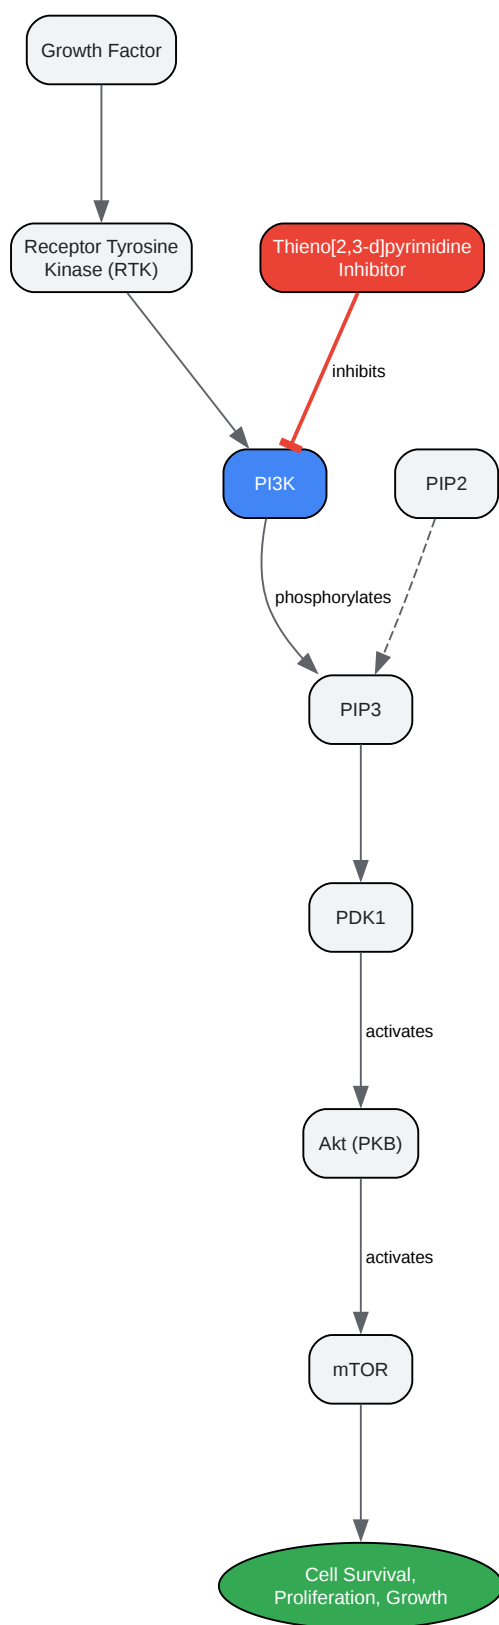 Growth Factor
Receptor Tyrosine
Kinase (RTK)
Thieno[2,3-d]pyrimidine
Inhibitor
inhibits
PI3K
PIP2
phosphorylates
PIP3
PDK1
activates
Akt (PKB)
activates
mTOR
Cell Survival,
Proliferation, Growth